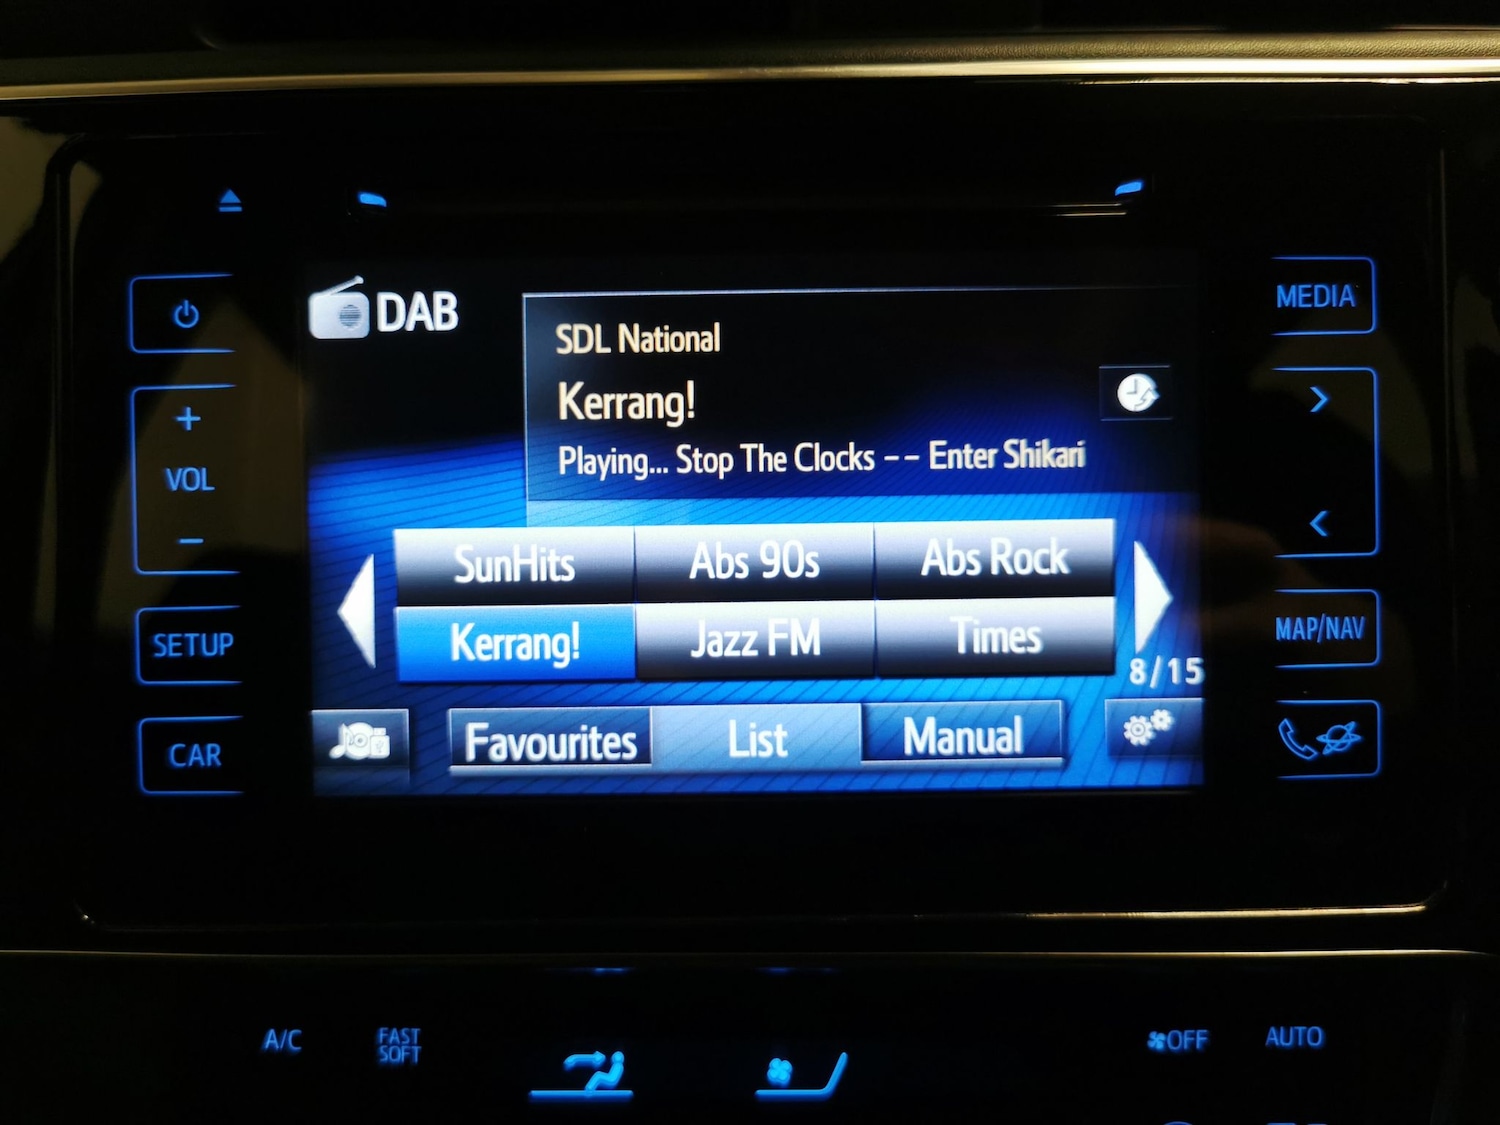 DAB
SDL National
Kerrang!
Playing... Stop The Clocks -- Enter Shikari
SunHits
Abs 90s
Abs Rock
Kerrang!
Jazz FM
Times
8/15
Favourites
List
Manual
VOL
SETUP
CAR
MEDIA
MAP/NAV
A/C
FAST
SOFT
OFF
AUTO